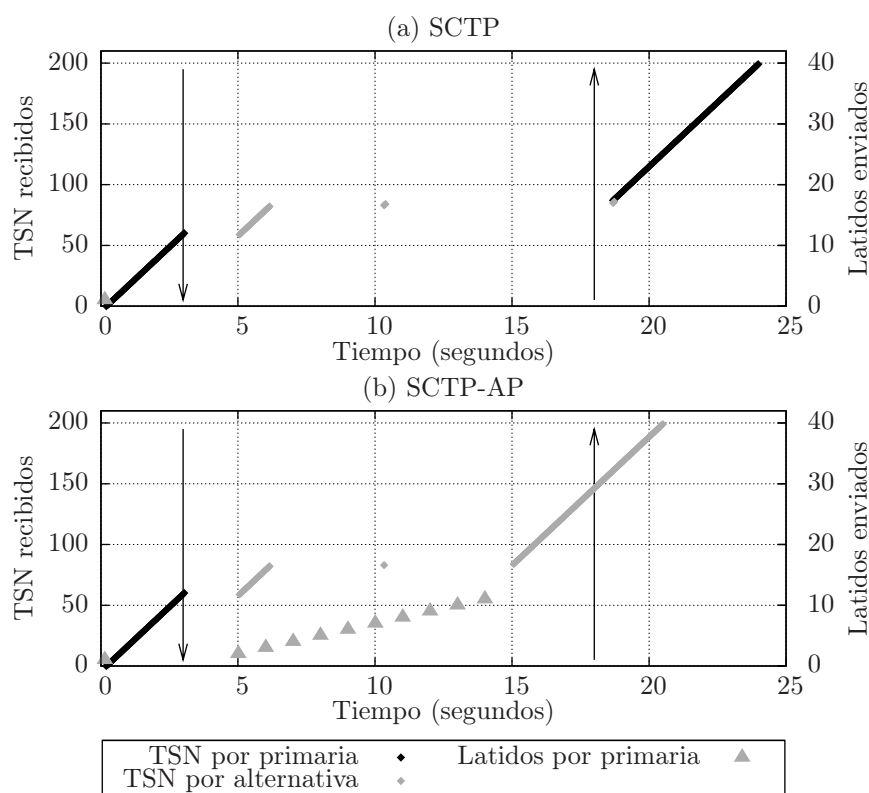 (a) SCTP
200
150
100
50
0
TSN recibidos
40
30
20
10
0
Latidos enviados
0 5 10 15 20 25
Tiempo (segundos)
(b) SCTP-AP
200
150
100
50
0
TSN recibidos
40
30
20
10
0
Latidos enviados
0 5 10 15 20 25
Tiempo (segundos)
TSN por primaria
Latidos por primaria
TSN por alternativa